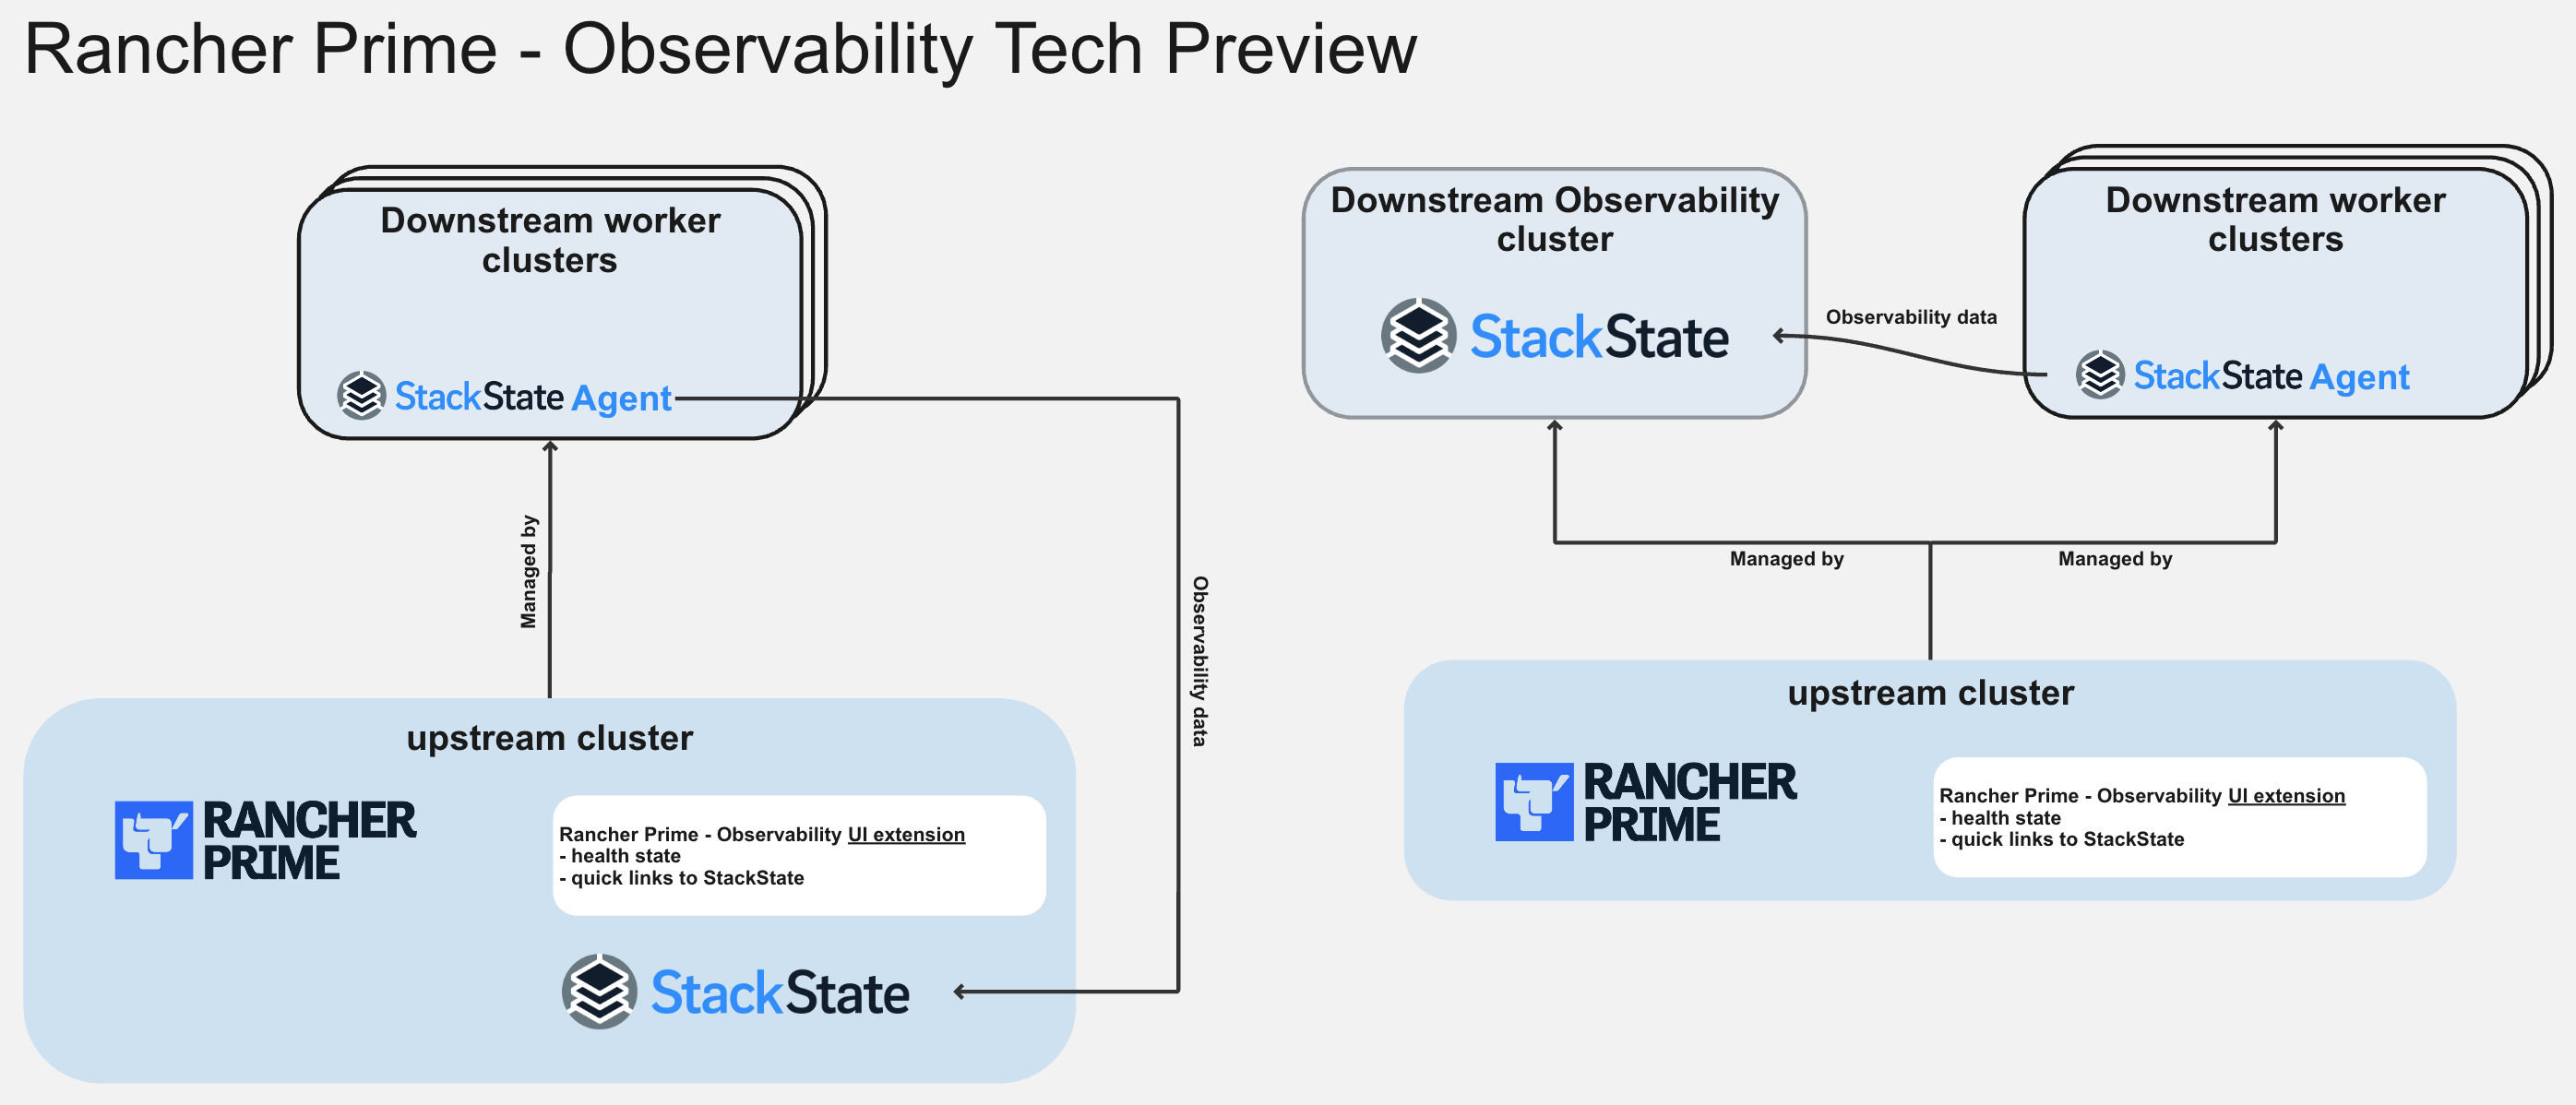 Rancher Prime - Observability Tech Preview
Downstream worker
clusters
StackState Agent
Managed by
Observability data
upstream cluster
RANCHER
PRIME
Rancher Prime - Observability UI extension
- health state
- quick links to StackState
StackState
Downstream Observability
cluster
StackState
Observability data
Downstream worker
clusters
StackState Agent
Managed by
Managed by
upstream cluster
RANCHER
PRIME
Rancher Prime - Observability UI extension
- health state
- quick links to StackState